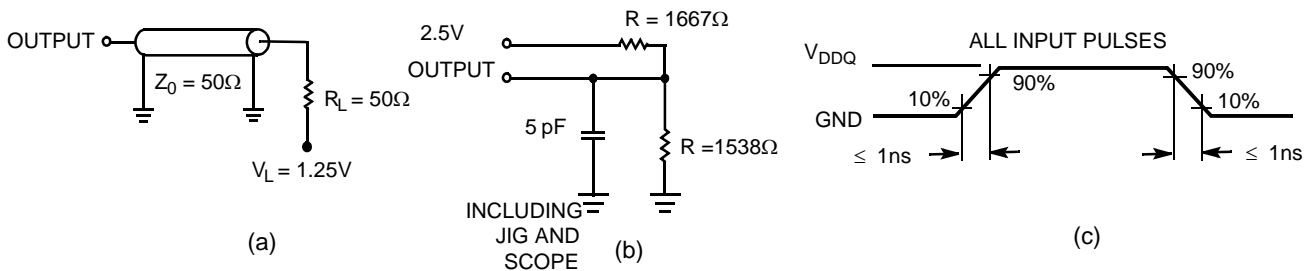 OUTPUT
Z0 = 50Ω
RL = 50Ω
VL = 1.25V
(a)
R = 1667Ω
2.5V
OUTPUT
5 pF
R =1538Ω
INCLUDING
JIG AND
SCOPE
(b)
ALL INPUT PULSES
VDDQ
90%
90%
10%
10%
GND
≤ 1ns
≤ 1ns
(c)